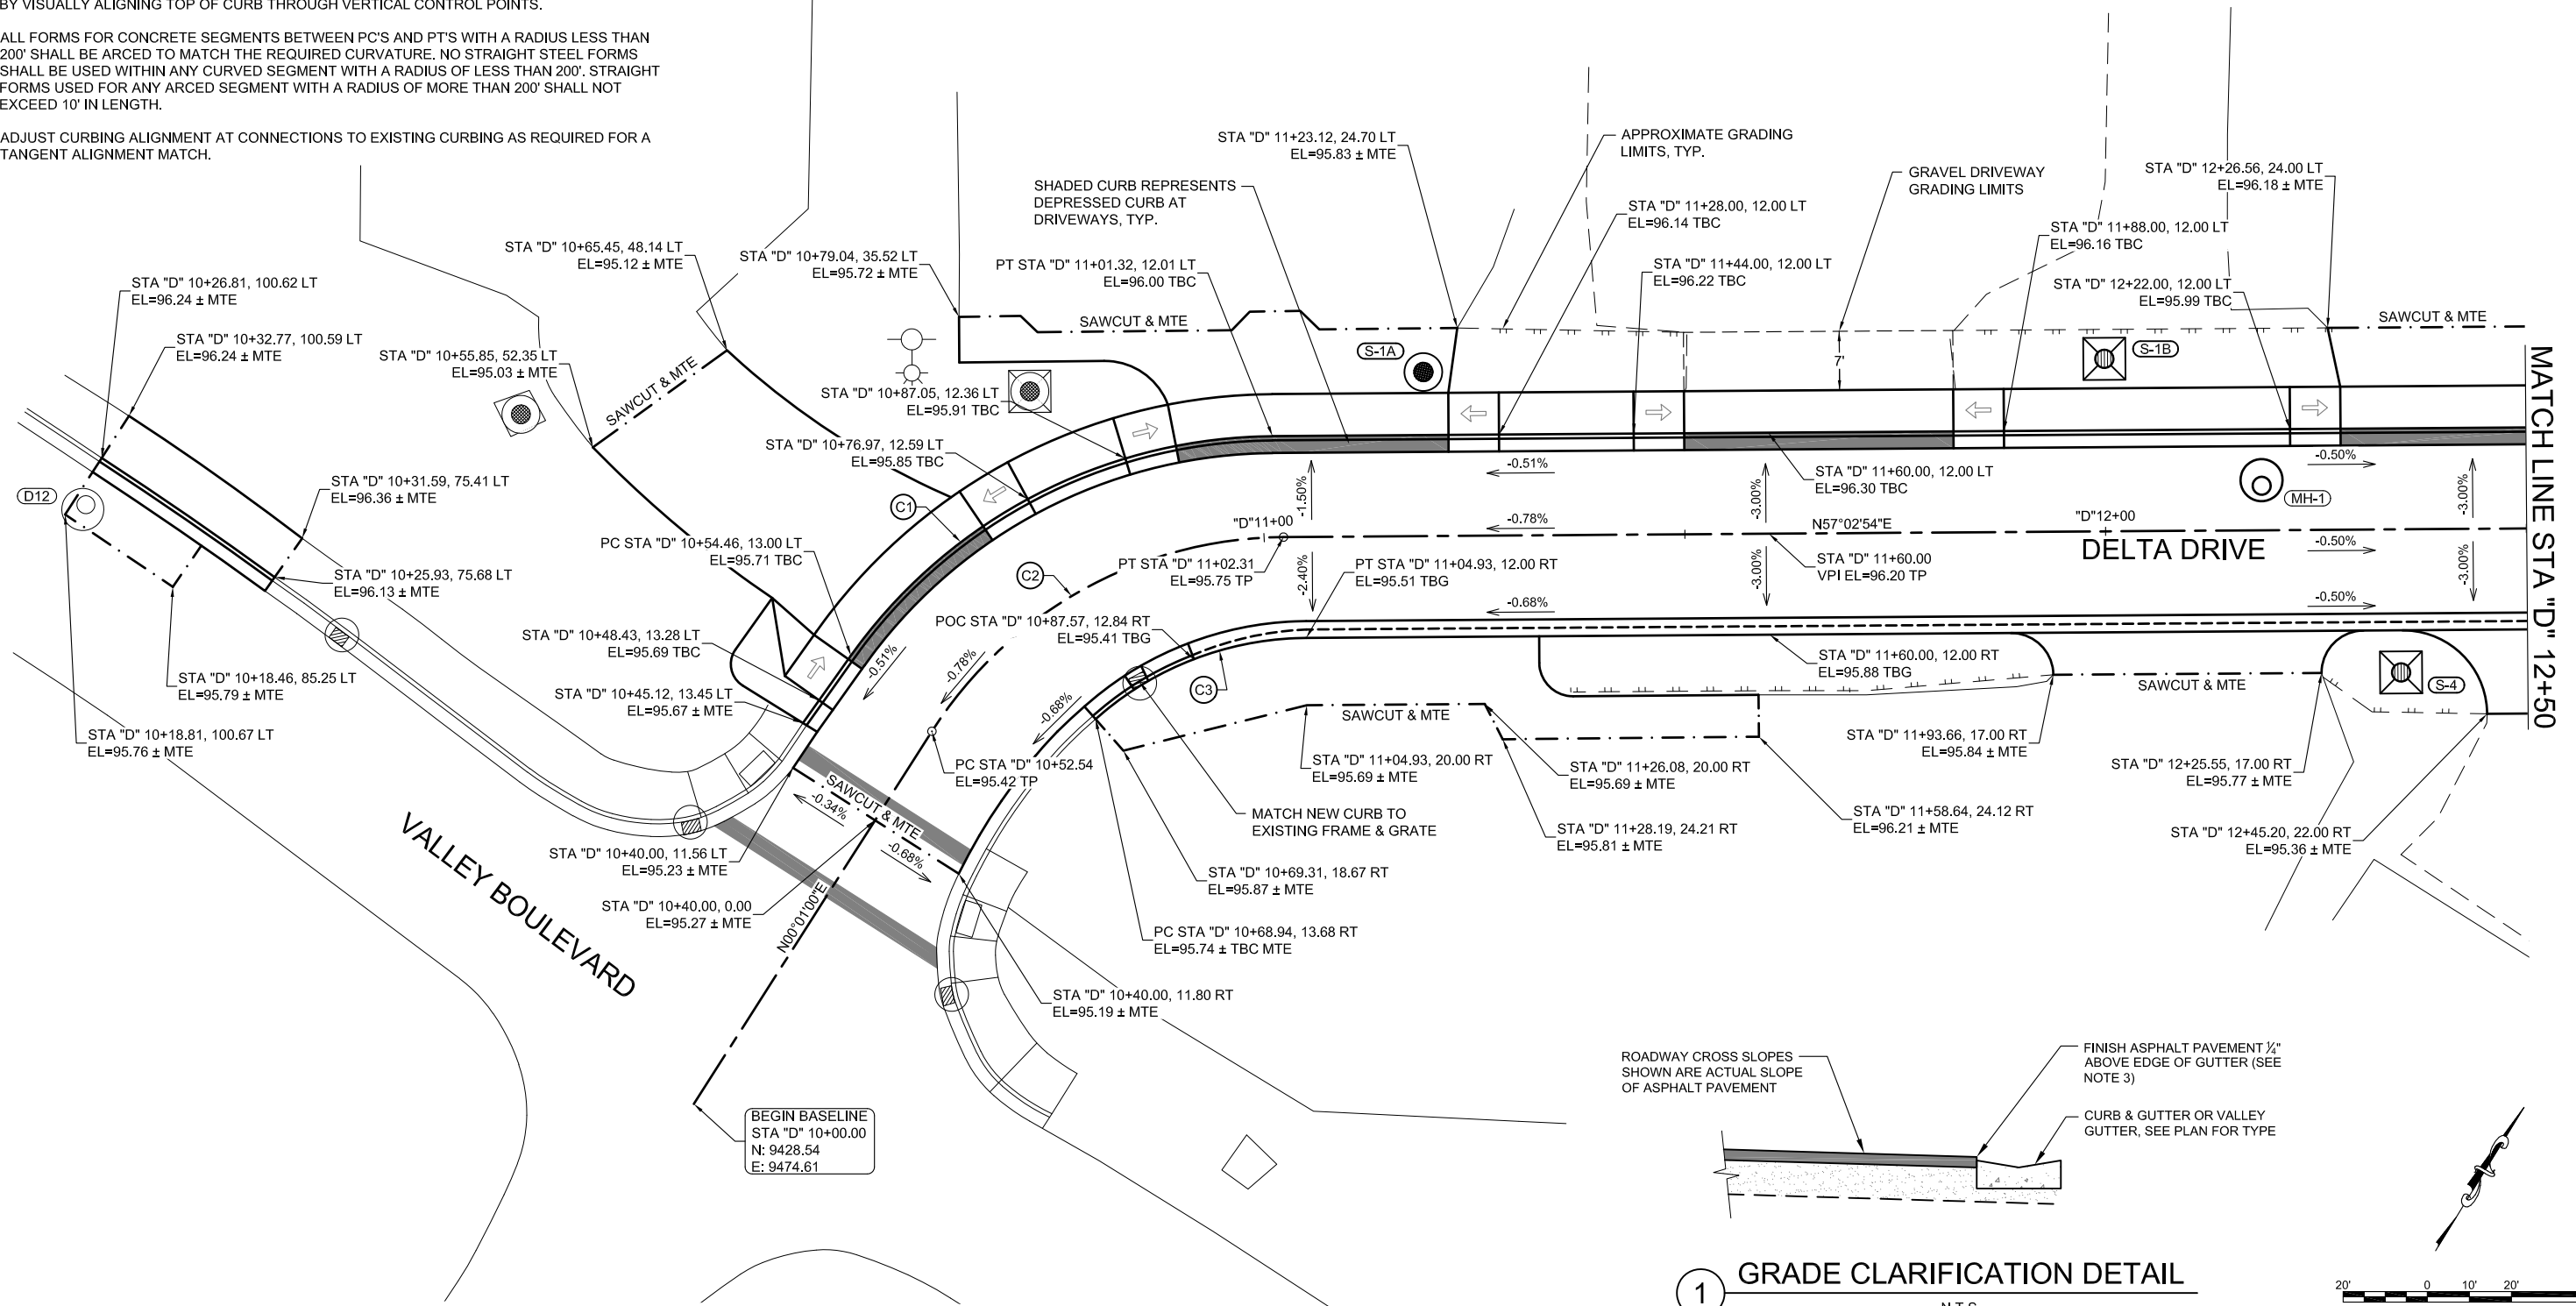 BY VISUALLY ALIGNING TOP OF CURB THROUGH VERTICAL CONTROL POINTS.
ALL FORMS FOR CONCRETE SEGMENTS BETWEEN PC'S AND PT'S WITH A RADIUS LESS THAN
200' SHALL BE ARCED TO MATCH THE REQUIRED CURVATURE. NO STRAIGHT STEEL FORMS
SHALL BE USED WITHIN ANY CURVED SEGMENT WITH A RADIUS OF LESS THAN 200'. STRAIGHT
FORMS USED FOR ANY ARCED SEGMENT WITH A RADIUS OF MORE THAN 200' SHALL NOT
EXCEED 10' IN LENGTH.
ADJUST CURBING ALIGNMENT AT CONNECTIONS TO EXISTING CURBING AS REQUIRED FOR A
TANGENT ALIGNMENT MATCH.
STA "D" 10+26.81, 100.62 LT
EL=96.24 ± MTE
STA "D" 10+32.77, 100.59 LT
EL=96.24 ± MTE
STA "D" 10+65.45, 48.14 LT
EL=95.12 ± MTE
STA "D" 10+55.85, 52.35 LT
EL=95.03 ± MTE
SAWCUT & MTE
STA "D" 10+79.04, 35.52 LT
EL=95.72 ± MTE
SHADED CURB REPRESENTS
DEPRESSED CURB AT
DRIVEWAYS, TYP.
PT STA "D" 11+01.32, 12.01 LT
EL=96.00 TBC
SAWCUT & MTE
STA "D" 11+23.12, 24.70 LT
EL=95.83 ± MTE
APPROXIMATE GRADING
LIMITS, TYP.
STA "D" 11+28.00, 12.00 LT
EL=96.14 TBC
STA "D" 11+44.00, 12.00 LT
EL=96.22 TBC
GRAVEL DRIVEWAY
GRADING LIMITS
7'
STA "D" 12+26.56, 24.00 LT
EL=96.18 ± MTE
STA "D" 11+88.00, 12.00 LT
EL=96.16 TBC
STA "D" 12+22.00, 12.00 LT
EL=95.99 TBC
SAWCUT & MTE
S-1A
S-1B
STA "D" 10+87.05, 12.36 LT
EL=95.91 TBC
STA "D" 10+76.97, 12.59 LT
EL=95.85 TBC
C1
PC STA "D" 10+54.46, 13.00 LT
EL=95.71 TBC
D12
STA "D" 10+31.59, 75.41 LT
EL=96.36 ± MTE
STA "D" 10+25.93, 75.68 LT
EL=96.13 ± MTE
STA "D" 10+18.46, 85.25 LT
EL=95.79 ± MTE
STA "D" 10+18.81, 100.67 LT
EL=95.76 ± MTE
STA "D" 10+48.43, 13.28 LT
EL=95.69 TBC
STA "D" 10+45.12, 13.45 LT
EL=95.67 ± MTE
-0.51%
-0.78%
-0.68%
C2
"D"11+00
-1.50%
-2.40%
PT STA "D" 11+02.31
EL=95.75 TP
POC STA "D" 10+87.57, 12.84 RT
EL=95.41 TBG
C3
PT STA "D" 11+04.93, 12.00 RT
EL=95.51 TBG
-0.51%
-0.78%
-0.68%
-3.00%
-3.00%
STA "D" 11+60.00, 12.00 LT
EL=96.30 TBC
N57°02'54"E
STA "D" 11+60.00
VPI EL=96.20 TP
STA "D" 11+60.00, 12.00 RT
EL=95.88 TBG
"D"12+00
DELTA DRIVE
MH-1
-0.50%
-0.50%
-0.50%
-3.00%
-3.00%
MATCH LINE STA "D" 12+50
PC STA "D" 10+52.54
EL=95.42 TP
SAWCUT & MTE
-0.34%
-0.68%
STA "D" 10+40.00, 11.56 LT
EL=95.23 ± MTE
STA "D" 10+40.00, 0.00
EL=95.27 ± MTE
N00°01'00"E
VALLEY BOULEVARD
BEGIN BASELINE
STA "D" 10+00.00
N: 9428.54
E: 9474.61
SAWCUT & MTE
STA "D" 11+04.93, 20.00 RT
EL=95.69 ± MTE
MATCH NEW CURB TO
EXISTING FRAME & GRATE
STA "D" 10+69.31, 18.67 RT
EL=95.87 ± MTE
PC STA "D" 10+68.94, 13.68 RT
EL=95.74 ± TBC MTE
STA "D" 10+40.00, 11.80 RT
EL=95.19 ± MTE
STA "D" 11+26.08, 20.00 RT
EL=95.69 ± MTE
STA "D" 11+28.19, 24.21 RT
EL=95.81 ± MTE
STA "D" 11+58.64, 24.12 RT
EL=96.21 ± MTE
STA "D" 11+93.66, 17.00 RT
EL=95.84 ± MTE
SAWCUT & MTE
S-4
STA "D" 12+25.55, 17.00 RT
EL=95.77 ± MTE
STA "D" 12+45.20, 22.00 RT
EL=95.36 ± MTE
ROADWAY CROSS SLOPES
SHOWN ARE ACTUAL SLOPE
OF ASPHALT PAVEMENT
FINISH ASPHALT PAVEMENT ¼"
ABOVE EDGE OF GUTTER (SEE
NOTE 3)
CURB & GUTTER OR VALLEY
GUTTER, SEE PLAN FOR TYPE
1
GRADE CLARIFICATION DETAIL
20' 0 10' 20'